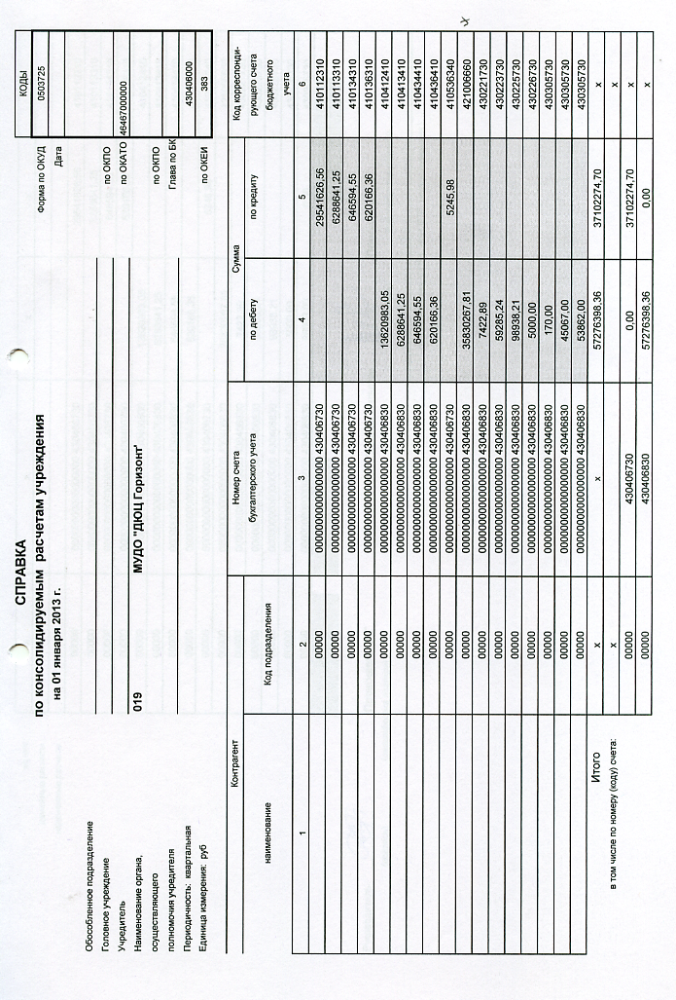 СПРАВКА
по консолидируемым расчетам учреждения
на 01 января 2013 г.
КОДЫ
Форма по ОКУД 0503725
Дата
Обособленное подразделение
Головное учреждение по ОКПО
Учредитель по ОКАТО 46467000000
Наименование органа, 019 МУДО "ДЮЦ Горизонт"
осуществляющего по ОКПО
полномочия учредителя Глава по БК
Периодичность: квартальная 430406000
Единица измерения: руб по ОКЕИ 383
Контрагент Номер счета бухгалтерского учета Сумма Код корреспонди-рующего счета бюджетного учета
наименование Код подразделения по дебету по кредиту
1 2 3 4 5 6
00000 00000000000000000 430406730 29541626,56 410112310
00000 00000000000000000 430406730 6288641,25 410113310
00000 00000000000000000 430406730 646594,55 410134310
00000 00000000000000000 430406730 620166,36 410136310
00000 00000000000000000 430406830 13620983,05 410412410
00000 00000000000000000 430406830 6288641,25 410413410
00000 00000000000000000 430406830 646594,55 410434410
00000 00000000000000000 430406830 620166,36 410436410
00000 00000000000000000 430406730 5245,98 410536340
00000 00000000000000000 430406830 35830267,81 421006660
00000 00000000000000000 430406830 7422,89 430221730
00000 00000000000000000 430406830 59285,24 430223730
00000 00000000000000000 430406830 98938,21 430225730
00000 00000000000000000 430406830 5000,00 430226730
00000 00000000000000000 430406830 170,00 430305730
00000 00000000000000000 430406830 45067,00 430305730
00000 00000000000000000 430406830 53862,00 430305730
Итого х х 57276398,36 37102274,70 х
в том числе по номеру (коду) счета: х х
00000 430406730 0,00 37102274,70 х
00000 430406830 57276398,36 0,00 х